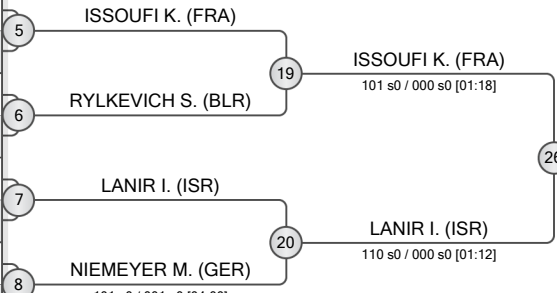 ISSOUFI K. (FRA)
5
19
ISSOUFI K. (FRA)
101 s0 / 000 s0 [01:18]
RYLKEVICH S. (BLR)
6
26
LANIR I. (ISR)
7
20
LANIR I. (ISR)
110 s0 / 000 s0 [01:12]
NIEMEYER M. (GER)
8